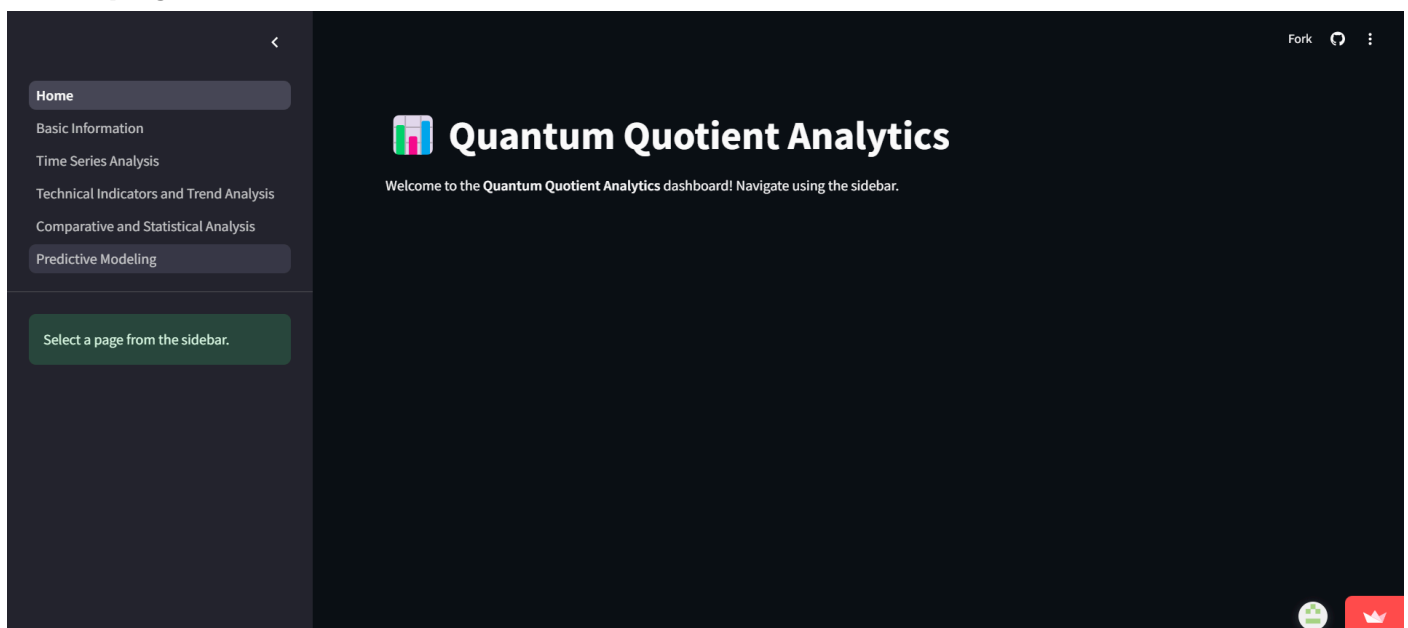 Fork
Home
Basic Information
Time Series Analysis
Technical Indicators and Trend Analysis
Comparative and Statistical Analysis
Predictive Modeling
Select a page from the sidebar.
Quantum Quotient Analytics
Welcome to the Quantum Quotient Analytics dashboard! Navigate using the sidebar.